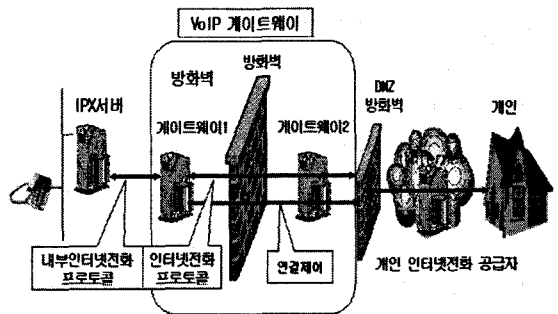 VoIP 게이트웨이
방화벽
방화벽
DMZ
방화벽
IPX서버
게이트웨이1
게이트웨이2
개인
내부인터넷전화
프로토콜
인터넷전화
프로토콜
연결제어
개인 인터넷전화 공급자